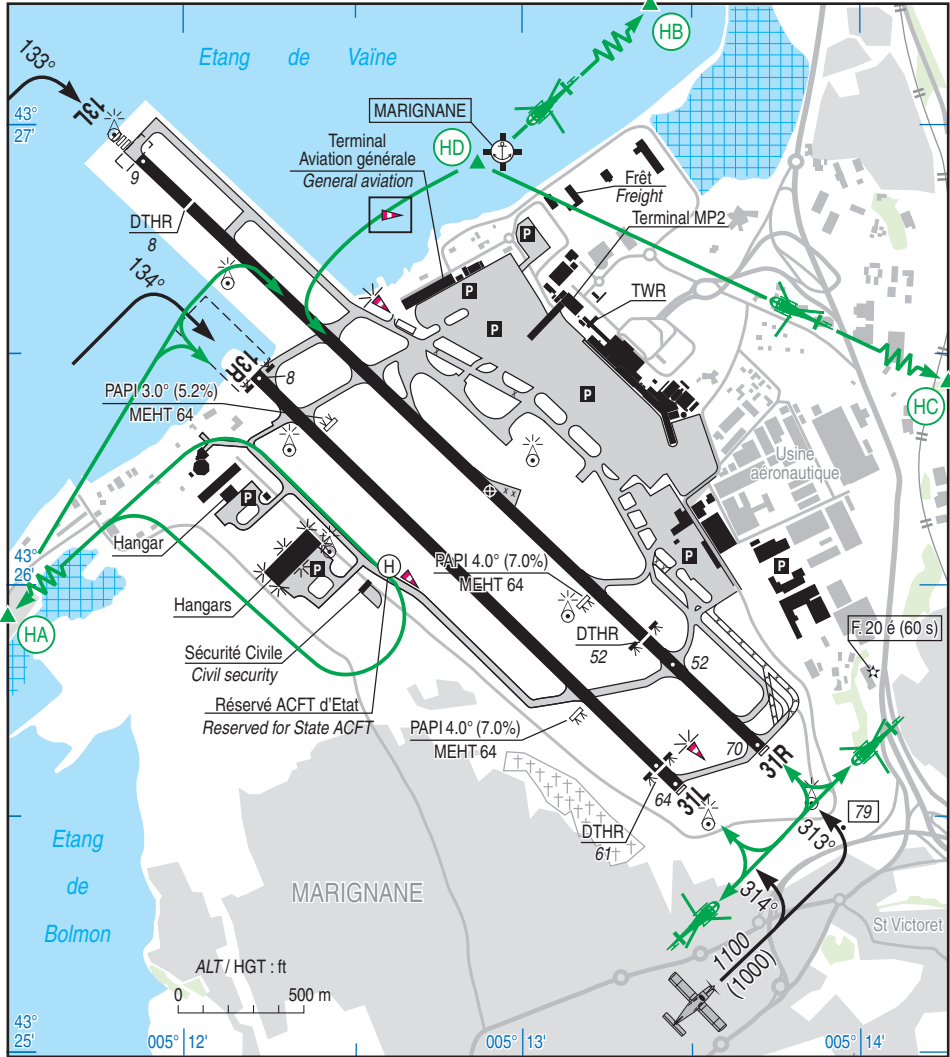 HB
Etang de Vaïne
133°
13L
43°
27'
MARIGNANE
HD
Terminal
Aviation générale
General aviation
Frêt
Freight
Terminal MP2
9
DTHR
8
P
134°
TWR
P
P
13R
8
PAPI 3.0° (5.2%)
MEHT 64
P
HC
Usine
aéronautique
x x
P
Hangar
43°
26'
H
PAPI 4.0° (7.0%)
MEHT 64
P
P
P
Hangars
HA
DTHR
52
52
F. 20 é (60 s)
Sécurité Civile
Civil security
Réservé ACFT d'Etat
Reserved for State ACFT
PAPI 4.0° (7.0%)
MEHT 64
70
31R
64
31L
DTHR
61
79
313°
314°
Etang
de
Bolmon
MARIGNANE
St Victoret
1100
(1000)
ALT / HGT : ft
0 500 m
43°
25'
005° 12'
005° 13'
005° 14'